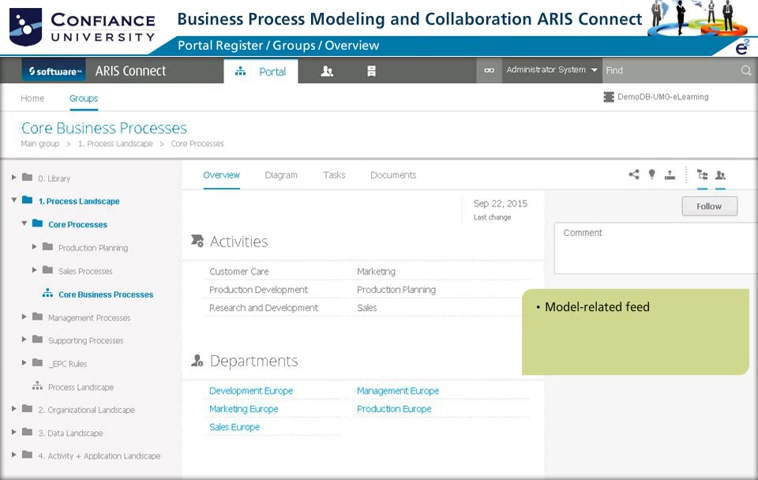 CONFIANCE
UNIVERSITY
Business Process Modeling and Collaboration ARIS Connect
Portal Register / Groups / Overview
software AG ARIS Connect Portal Administrator System Find
Home Groups DemoDB-UMG-eLearning
Core Business Processes
Main group > 1. Process Landscape > Core Processes
0. Library
1. Process Landscape
Core Processes
Production Planning
Sales Processes
Core Business Processes
Management Processes
Supporting Processes
_EPC Rules
Process Landscape
2. Organizational Landscape
3. Data Landscape
4. Activity + Application Landscape
Overview Diagram Tasks Documents
Sep 22, 2015
Last change
Activities
Customer Care Marketing
Production Development Production Planning
Research and Development Sales
Departments
Development Europe Management Europe
Marketing Europe Production Europe
Sales Europe
Follow
Comment
• Model-related feed